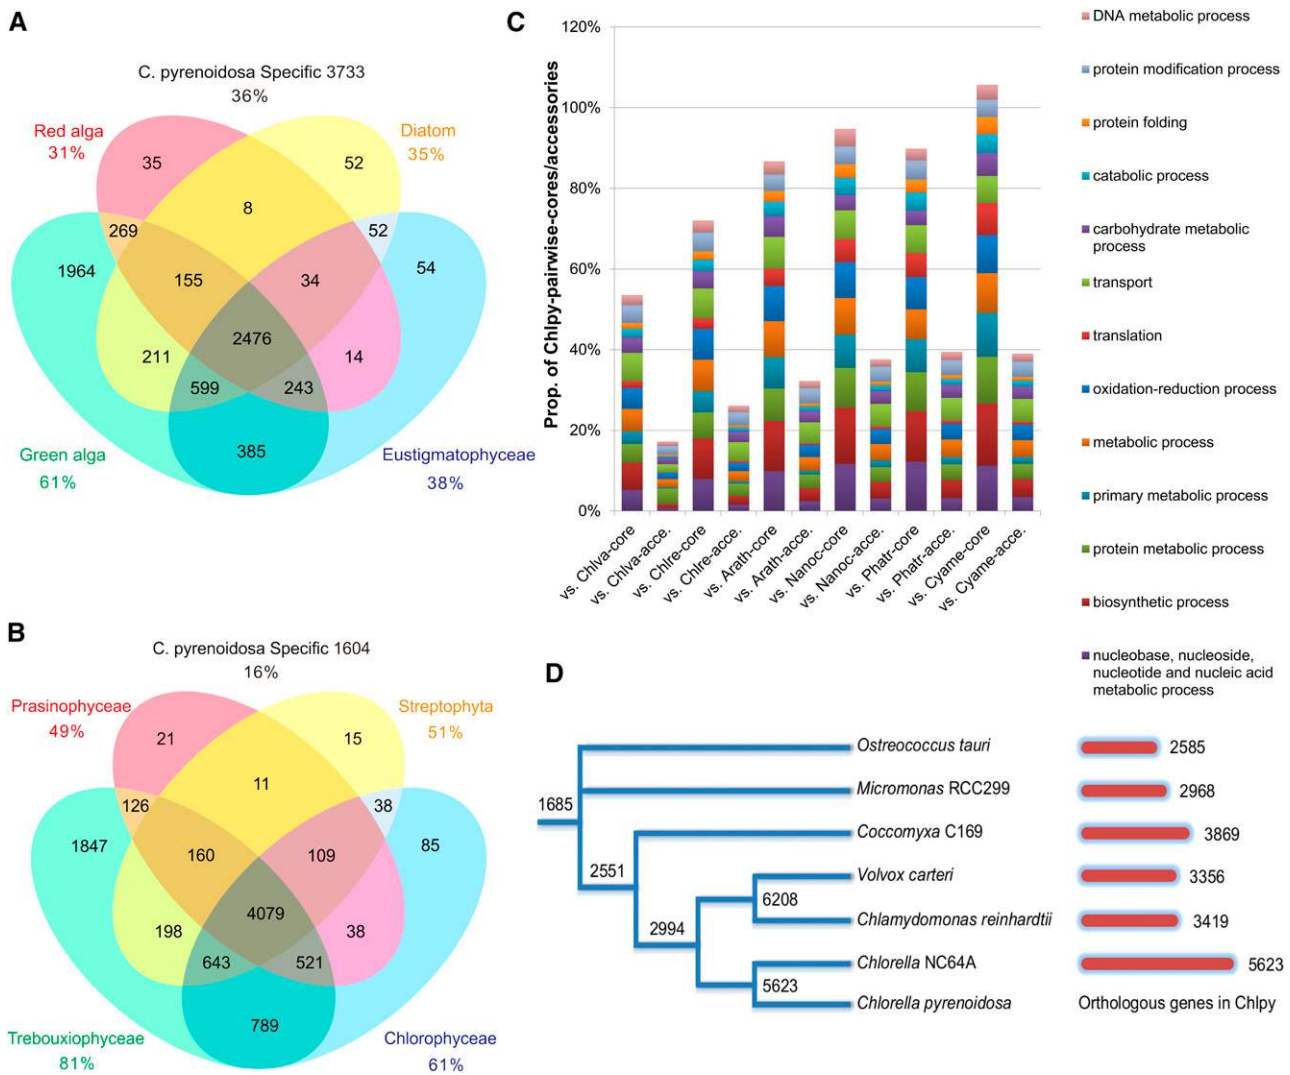 A
C. pyrenoidosa Specific 3733
36%
Red alga
31%
Diatom
35%
35
52
8
269
52
1964
155
34
54
2476
211
14
599
243
385
Green alga
61%
Eustigmatophyceae
38%
B
C. pyrenoidosa Specific 1604
16%
Prasinophyceae
49%
Streptophyta
51%
21
15
11
126
38
1847
160
109
85
4079
198
38
643
521
789
Trebouxiophyceae
81%
Chlorophyceae
61%
C
Prop. of Chlpy-pairwise-cores/accessories
120%
100%
80%
60%
40%
20%
0%
vs. Chlva-core
vs. Chlva-acce.
vs. Chlre-core
vs. Chlre-acce.
vs. Arath-core
vs. Arath-acce.
vs. Nanoc-core
vs. Nanoc-acce.
vs. Phatr-core
vs. Phatr-acce.
vs. Cyame-core
vs. Cyame-acce.
DNA metabolic process
protein modification process
protein folding
catabolic process
carbohydrate metabolic
process
transport
translation
oxidation-reduction process
metabolic process
primary metabolic process
protein metabolic process
biosynthetic process
nucleobase, nucleoside,
nucleotide and nucleic acid
metabolic process
D
1685
2551
2994
6208
5623
Ostreococcus tauri 2585
Micromonas RCC299 2968
Coccomyxa C169 3869
Volvox carteri 3356
Chlamydomonas reinhardtii 3419
Chlorella NC64A 5623
Chlorella pyrenoidosa Orthologous genes in Chlpy